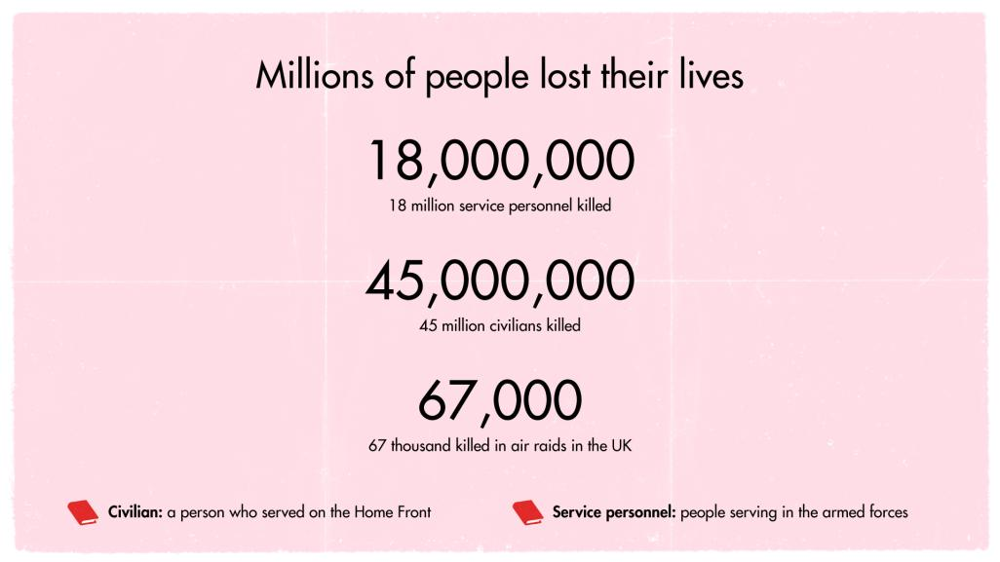 Millions of people lost their lives
18,000,000
18 million service personnel killed
45,000,000
45 million civilians killed
67,000
67 thousand killed in air raids in the UK
Civilian: a person who served on the Home Front
Service personnel: people serving in the armed forces